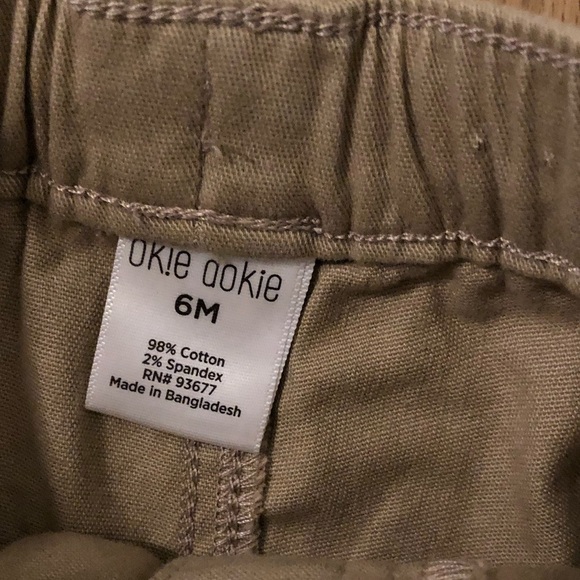 okie dokie
6M
98% Cotton
2% Spandex
RN# 93677
Made in Bangladesh